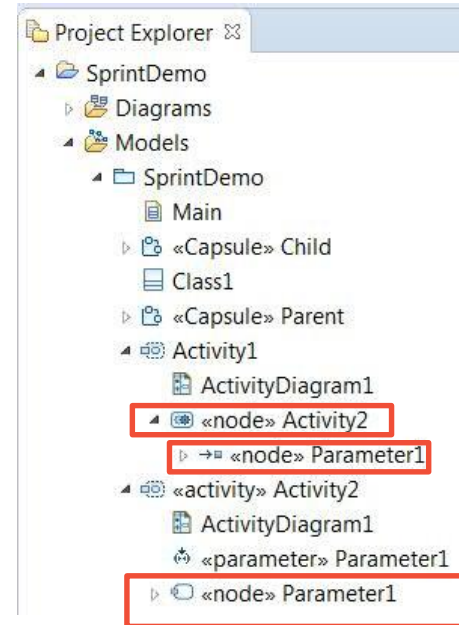 Project Explorer
SprintDemo
Diagrams
Models
SprintDemo
Main
«Capsule» Child
Class1
«Capsule» Parent
Activity1
ActivityDiagram1
«node» Activity2
«node» Parameter1
«activity» Activity2
ActivityDiagram1
«parameter» Parameter1
«node» Parameter1